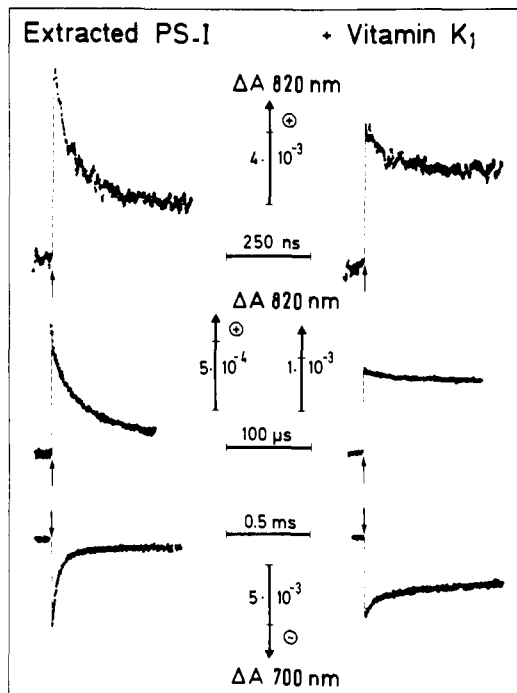 Extracted PS-I + Vitamin K₁
ΔA 820 nm
⊕
4· 10⁻³
250 ns
ΔA 820 nm
⊕
5· 10⁻⁴ 1· 10⁻³
100 µs
0.5 ms
5· 10⁻³
⊖
ΔA 700 nm